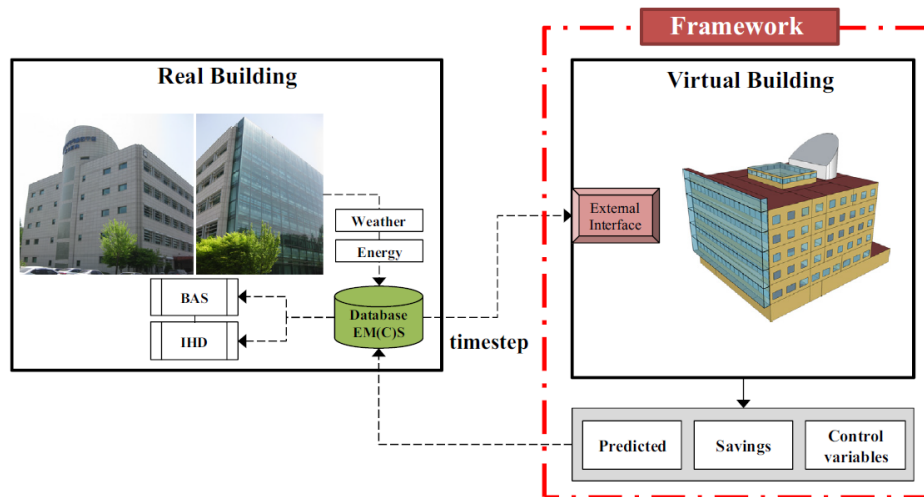 Framework
Real Building
Virtual Building
Weather
Energy
External
Interface
BAS
IHD
Database
EM(C)S
timestep
Predicted
Savings
Control
variables